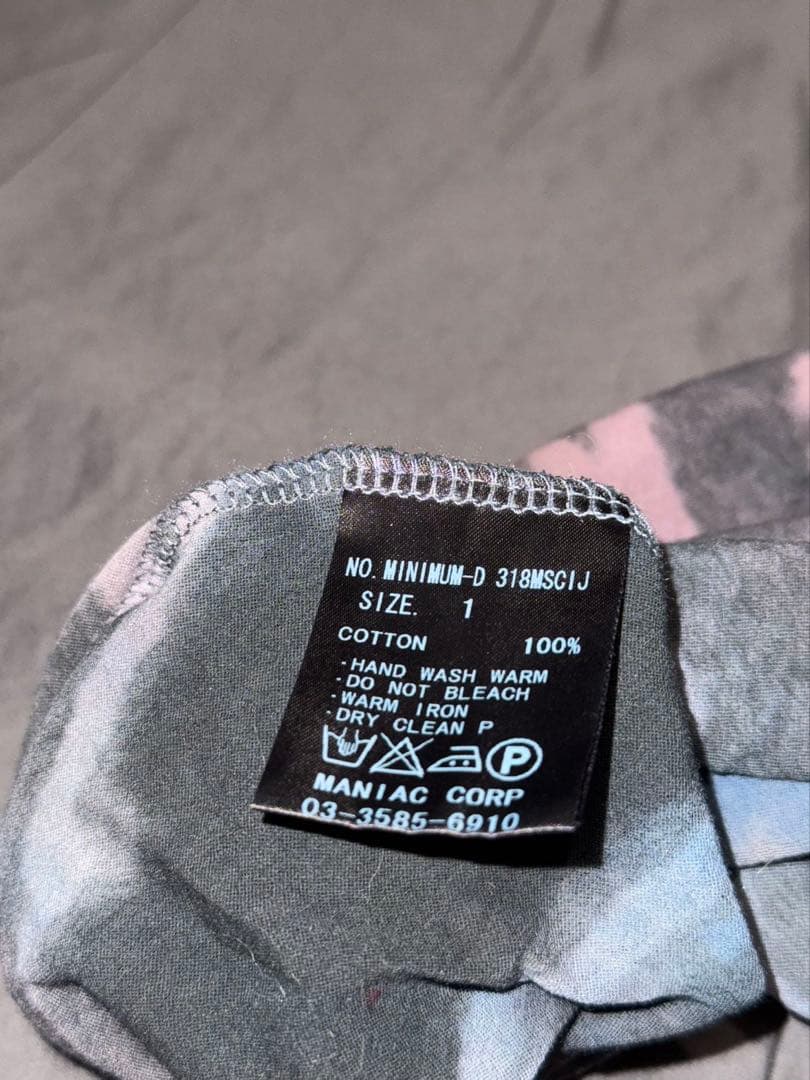 NO. MINIMUM-D 318MSCIJ
SIZE. 1
COTTON 100%
-HAND WASH WARM
-DO NOT BLEACH
-WARM IRON
-DRY CLEAN P
P
MANIAC CORP
03-3585-6910